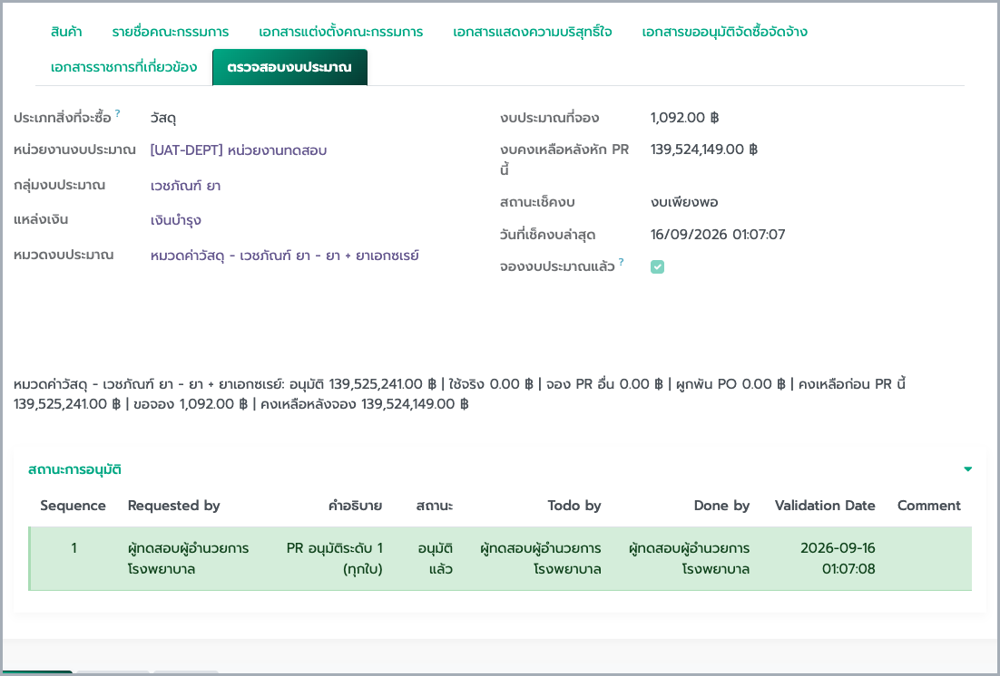 สินค้า รายชื่อคณะกรรมการ เอกสารแต่งตั้งคณะกรรมการ เอกสารแสดงความบริสุทธิ์ใจ เอกสารขออนุมัติจัดซื้อจัดจ้าง
เอกสารราชการที่เกี่ยวข้อง ตรวจสอบงบประมาณ
ประเภทสิ่งที่จะซื้อ ? วัสดุ
หน่วยงานงบประมาณ [UAT-DEPT] หน่วยงานทดสอบ
กลุ่มงบประมาณ เวชภัณฑ์ ยา
แหล่งเงิน เงินบำรุง
หมวดงบประมาณ หมวดค่าวัสดุ - เวชภัณฑ์ ยา - ยา + ยาเอกซเรย์
งบประมาณที่จอง 1,092.00 ฿
งบคงเหลือหลังหัก PR 139,524,149.00 ฿
นี้
สถานะเช็คงบ งบเพียงพอ
วันที่เช็คงบล่าสุด 16/09/2026 01:07:07
จองงบประมาณแล้ว ?
หมวดค่าวัสดุ - เวชภัณฑ์ ยา - ยา + ยาเอกซเรย์: อนุมัติ 139,525,241.00 ฿ | ใช้จริง 0.00 ฿ | จอง PR อื่น 0.00 ฿ | ผูกพัน PO 0.00 ฿ | คงเหลือก่อน PR นี้
139,525,241.00 ฿ | ขอจอง 1,092.00 ฿ | คงเหลือหลังจอง 139,524,149.00 ฿
สถานะการอนุมัติ
Sequence Requested by คำอธิบาย สถานะ Todo by Done by Validation Date Comment
1 ผู้ทดสอบผู้อำนวยการ PR อนุมัติระดับ 1 อนุมัติ ผู้ทดสอบผู้อำนวยการ ผู้ทดสอบผู้อำนวยการ 2026-09-16
โรงพยาบาล (ทุกใบ) แล้ว โรงพยาบาล โรงพยาบาล 01:07:08